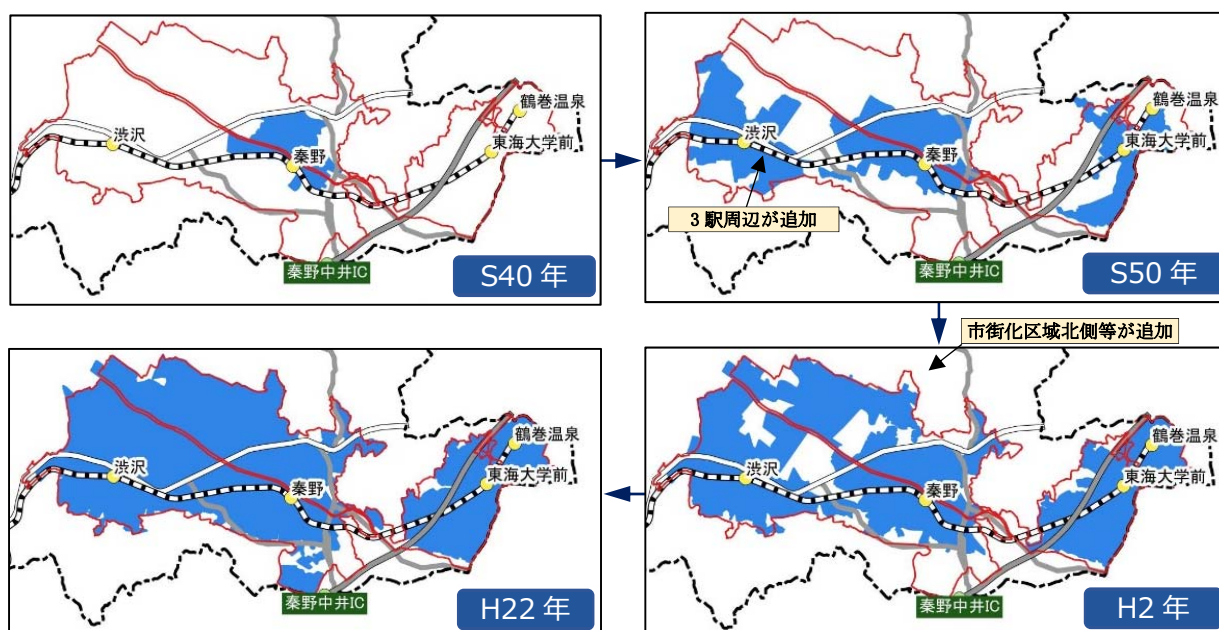 鶴巻温泉
渋沢
東海大学前
秦野
秦野中井IC
S40 年
鶴巻温泉
渋沢
東海大学前
秦野
3 駅周辺が追加
秦野中井IC
S50 年
市街化区域北側等が追加
鶴巻温泉
渋沢
東海大学前
秦野
秦野中井IC
H22 年
鶴巻温泉
渋沢
東海大学前
秦野
秦野中井IC
H2 年